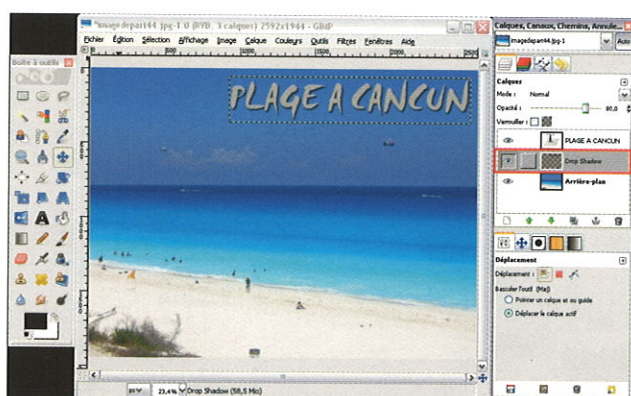 "imagedepart44.jpg-1.0 (RVB, 3 calques) 2592x1944 - GIMP
Fichier Édition Sélection Affichage Image Calque Couleurs Outils Filtres Fenêtres Aide
PLAGE A CANCUN
23,4% Drop Shadow (58,5 Mio)
Boîte à outils
Calques, Canaux, Chemins, Annule...
imagedepart44.jpg-1
Auto
Calques
Mode : Normal
Opacité : 80,0
Verrouiller :
PLAGE A CANCUN
Drop Shadow
Arrière-plan
Déplacement
Déplacement :
Basculer l'outil (Maj)
Pointer un calque et ou guide
Déplacer le calque actif